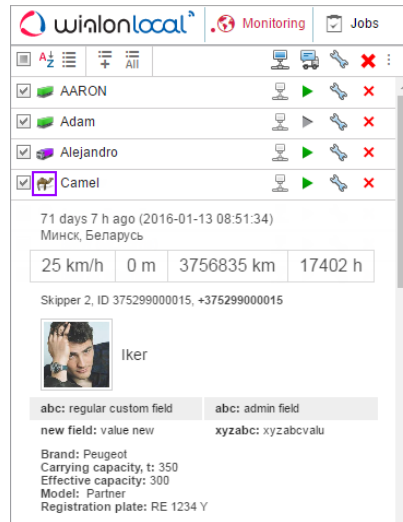 wialon local Monitoring Jobs
A Z All
AARON
Adam
Alejandro
Camel
71 days 7 h ago (2016-01-13 08:51:34)
Минск, Беларусь
25 km/h 0 m 3756835 km 17402 h
Skipper 2, ID 375299000015, +375299000015
Iker
abc: regular custom field abc: admin field
new field: value new xyzabc: xyzabcvalu
Brand: Peugeot
Carrying capacity, t: 350
Effective capacity: 300
Model: Partner
Registration plate: RE 1234 Y